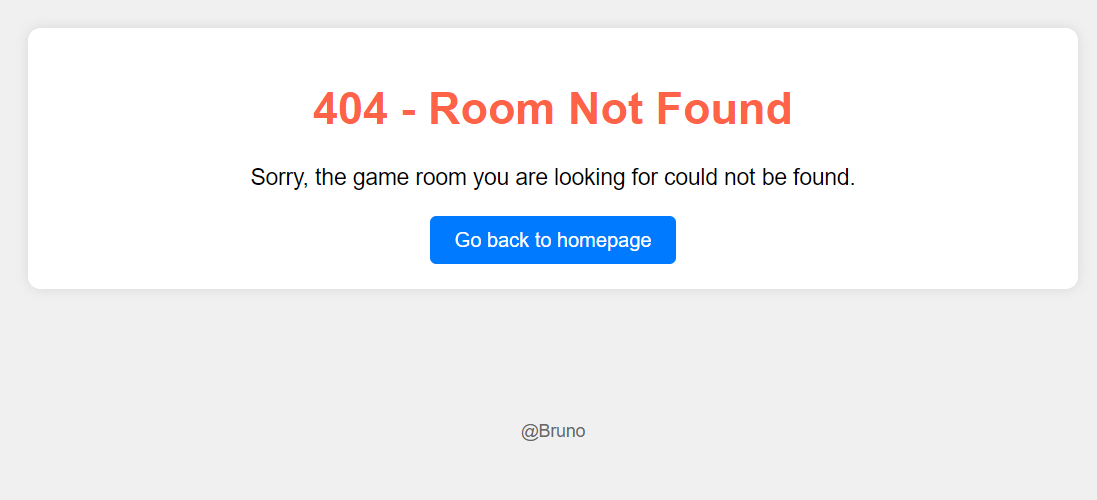 404 - Room Not Found
Sorry, the game room you are looking for could not be found.
Go back to homepage
@Bruno